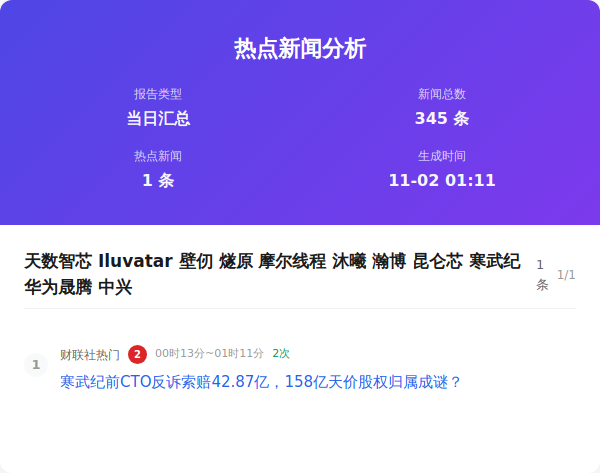 热点新闻分析
报告类型
新闻总数
当日汇总
345 条
热点新闻
生成时间
1 条
11-02 01:11
天数智芯 Iluvatar 壁仞 燧原 摩尔线程 沐曦 瀚博 昆仑芯 寒武纪
华为晟腾 中兴
1
条
1/1
1
财联社热门 2 00时13分~01时11分 2次
寒武纪前CTO反诉索赔42.87亿，158亿天价股权归属成谜？